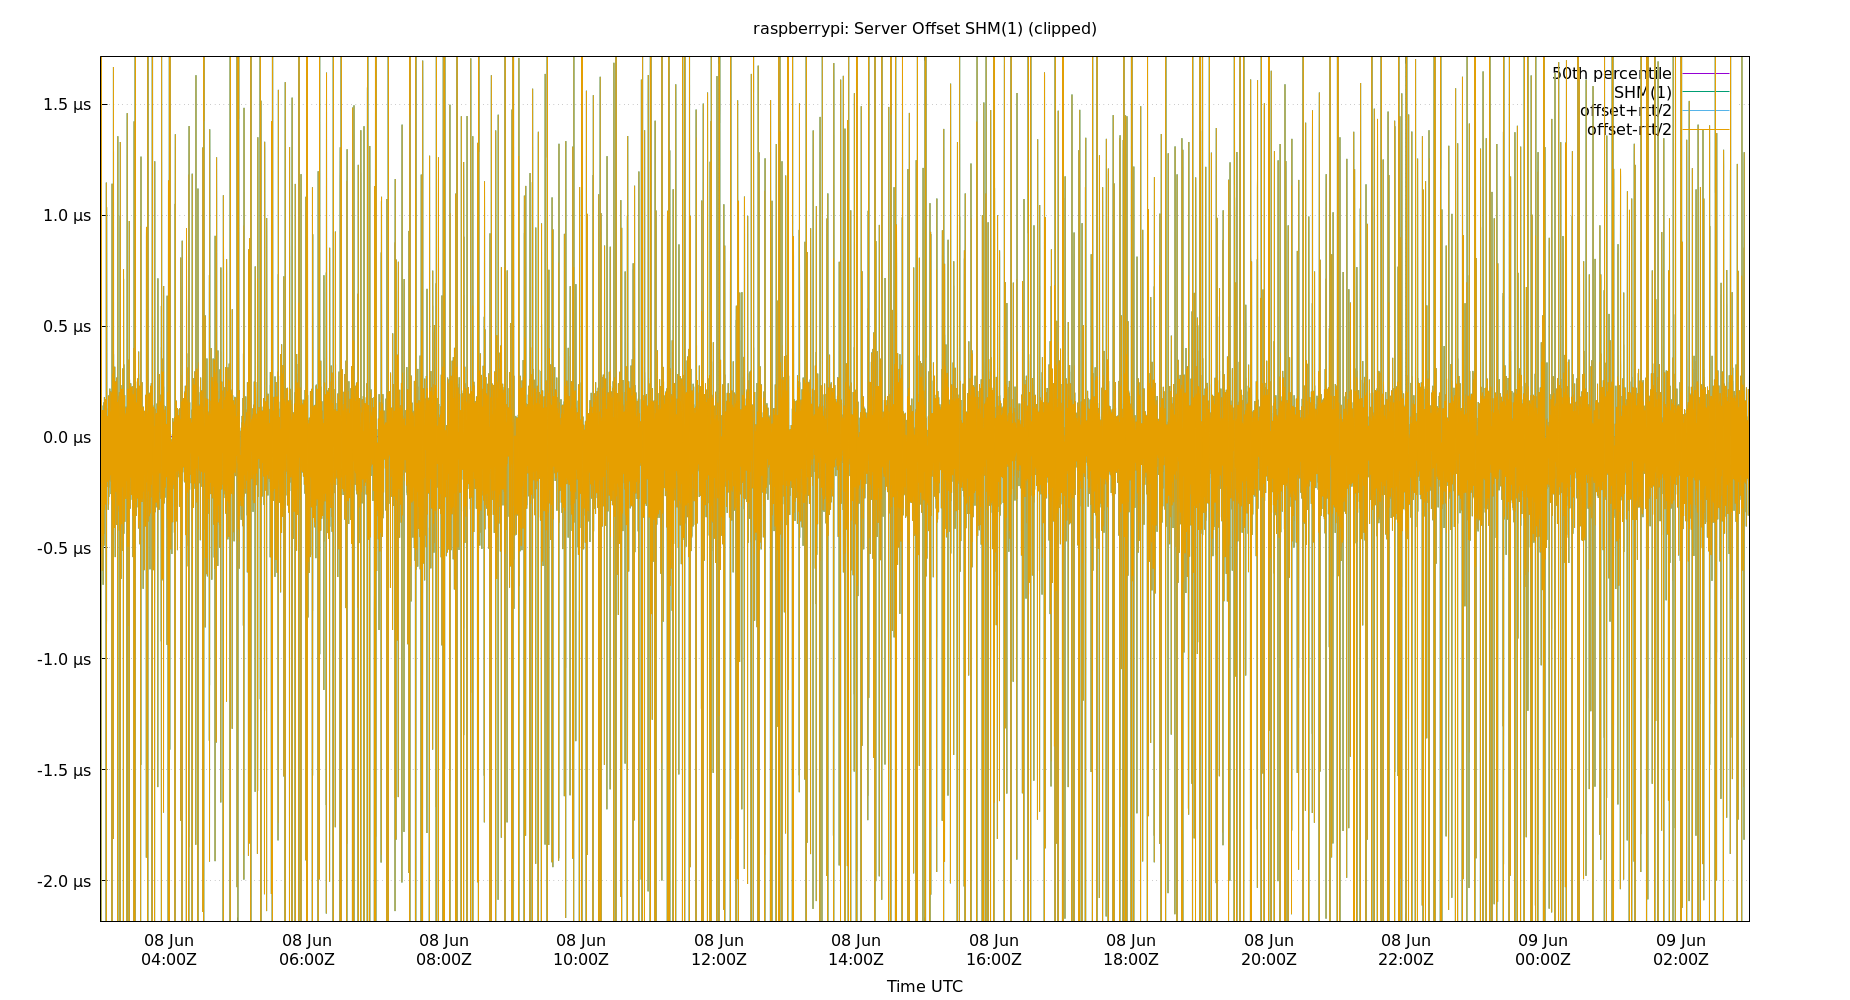 raspberrypi: Server Offset SHM(1) (clipped)
50th percentile
SHM(1)
offset+rtt/2
offset-rtt/2
1.5 µs
1.0 µs
0.5 µs
0.0 µs
-0.5 µs
-1.0 µs
-1.5 µs
-2.0 µs
08 Jun 08 Jun 08 Jun 08 Jun 08 Jun 08 Jun 08 Jun 08 Jun 08 Jun 08 Jun 09 Jun 09 Jun
04:00Z 06:00Z 08:00Z 10:00Z 12:00Z 14:00Z 16:00Z 18:00Z 20:00Z 22:00Z 00:00Z 02:00Z
Time UTC